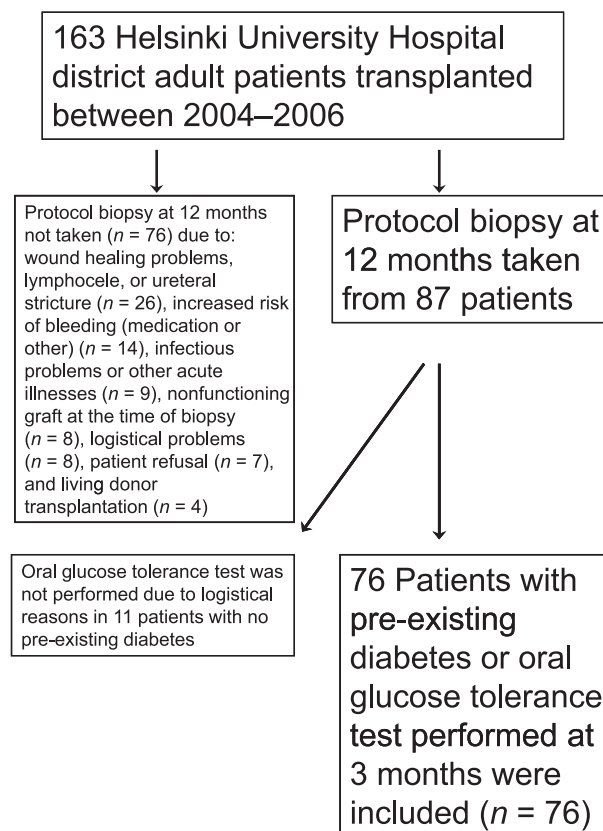 163 Helsinki University Hospital
district adult patients transplanted
between 2004–2006
Protocol biopsy at 12 months
not taken (n = 76) due to:
wound healing problems,
lymphocele, or ureteral
stricture (n = 26), increased risk
of bleeding (medication or
other) (n = 14), infectious
problems or other acute
illnesses (n = 9), nonfunctioning
graft at the time of biopsy
(n = 8), logistical problems
(n = 8), patient refusal (n = 7),
and living donor
transplantation (n = 4)
Protocol biopsy at
12 months taken
from 87 patients
Oral glucose tolerance test was
not performed due to logistical
reasons in 11 patients with no
pre-existing diabetes
76 Patients with
pre-existing
diabetes or oral
glucose tolerance
test performed at
3 months were
included (n = 76)